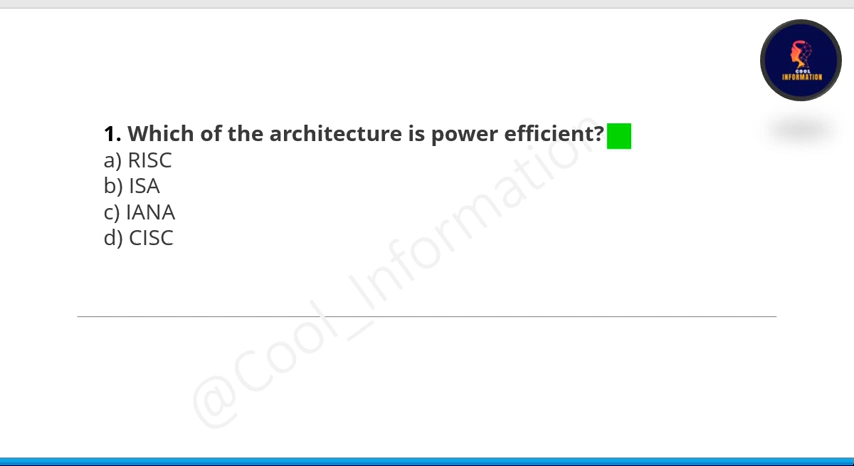 COOL
INFORMATION
1. Which of the architecture is power efficient?
a) RISC
b) ISA
c) IANA
d) CISC
@Cool_Information